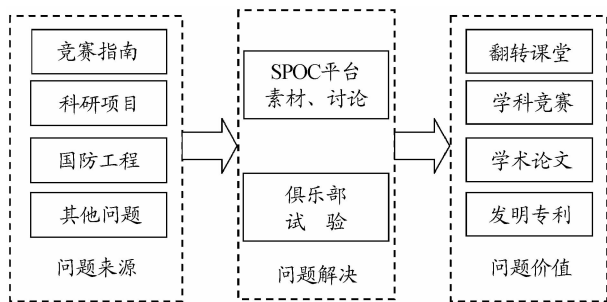 竞赛指南
科研项目
国防工程
其他问题
问题来源
SPOC平台
素材、讨论
俱乐部
试 验
问题解决
翻转课堂
学科竞赛
学术论文
发明专利
问题价值